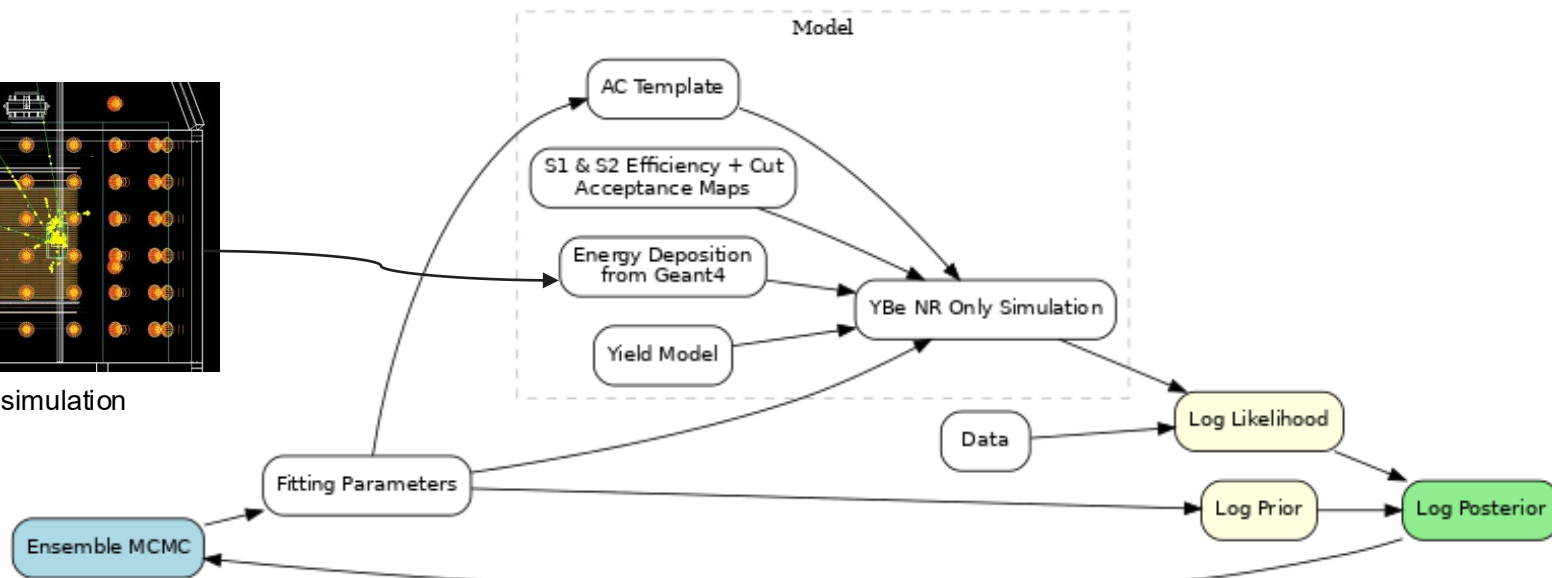 Model
AC Template
S1 & S2 Efficiency + Cut
Acceptance Maps
Energy Deposition
from Geant4
YBe NR Only Simulation
Yield Model
simulation
Log Likelihood
Data
Fitting Parameters
Log Prior
Log Posterior
Ensemble MCMC